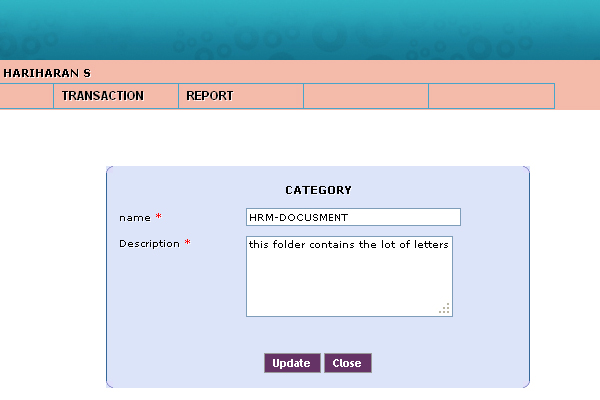 HARIHARAN S
TRANSACTION REPORT
CATEGORY
name * HRM-DOCUSMENT
Description * this folder contains the lot of letters
Update Close